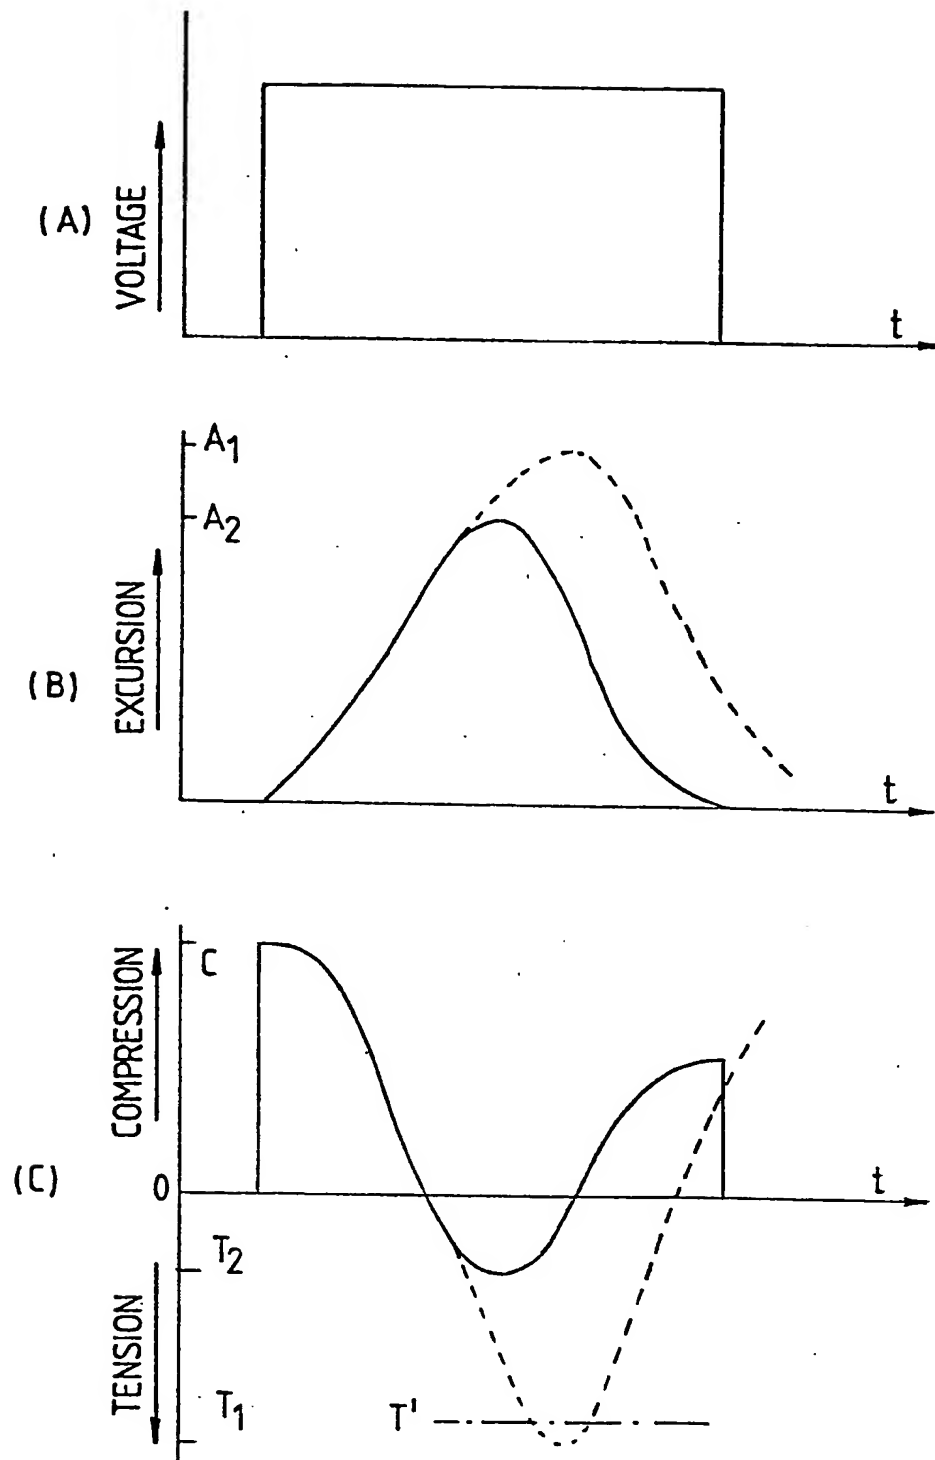 (A)
VOLTAGE
t
A1
A2
(B)
EXCURSION
t
(C)
COMPRESSION
C
0
t
T2
TENSION
T1
T'